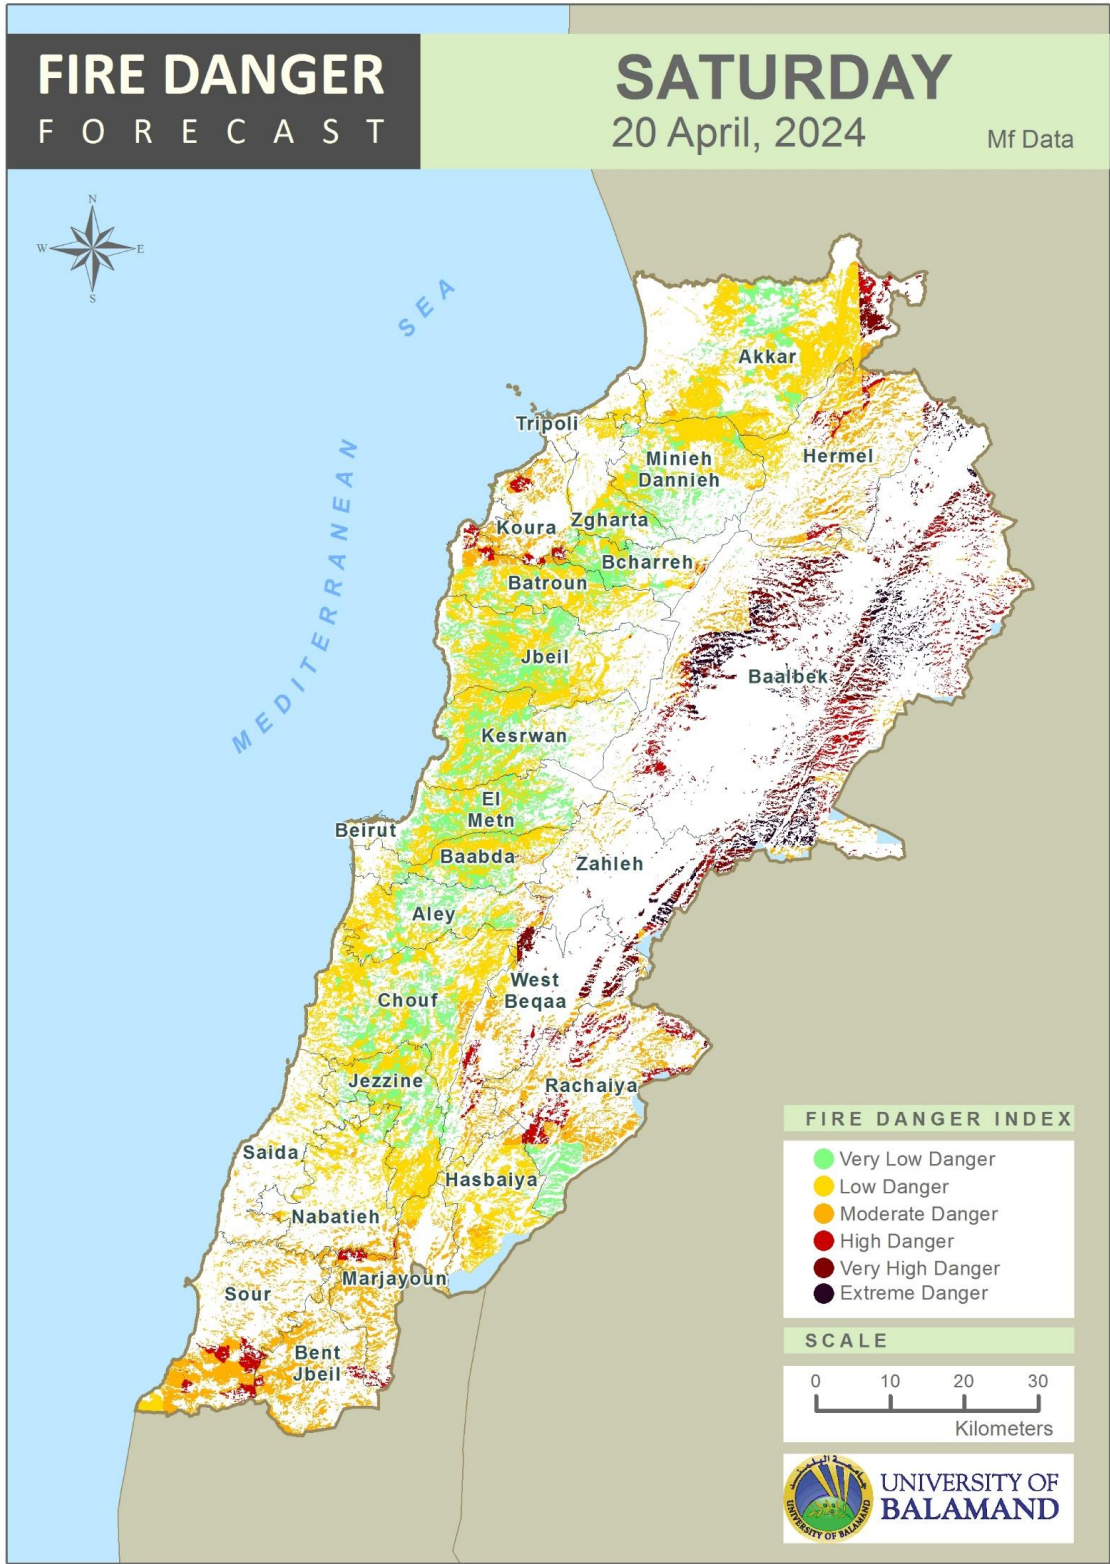 FIRE DANGER
FORECAST
SATURDAY
20 April, 2024
Mf Data
N
W
E
S
MEDITERRANEAN SEA
Akkar
Tripoli
Minieh
Dannieh
Hermel
Koura
Zgharta
Bcharreh
Batroun
Jbeil
Baalbek
Kesrwan
El
Metn
Beirut
Baabda
Zahleh
Aley
West
Beqaa
Chouf
Jezzine
Rachaiya
Saida
Hasbaiya
Nabatieh
Marjayoun
Sour
Bent
Jbeil
FIRE DANGER INDEX
Very Low Danger
Low Danger
Moderate Danger
High Danger
Very High Danger
Extreme Danger
SCALE
0 10 20 30
Kilometers
UNIVERSITY OF
BALAMAND
UNIVERSITY OF BALAMAND